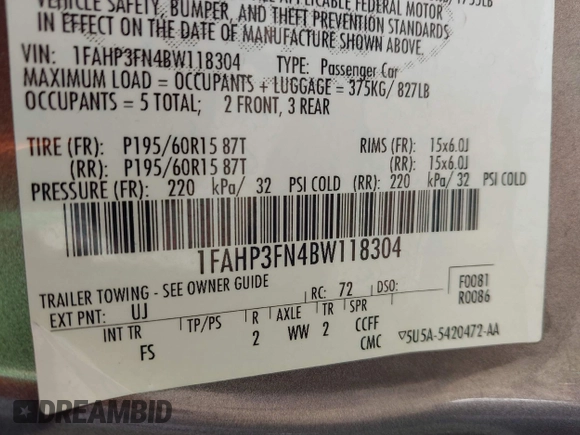 VEHICLE SAFETY, BUMPER, AND THEFT PREVENTION STANDARDS
IN EFFECT ON THE DATE OF MANUFACTURE SHOWN ABOVE.
VIN: 1FAHP3FN4BW118304 TYPE: Passenger Car
MAXIMUM LOAD = OCCUPANTS + LUGGAGE = 375KG/ 827LB
OCCUPANTS = 5 TOTAL; 2 FRONT, 3 REAR
TIRE (FR): P195/60R15 87T RIMS (FR): 15x6.0J
(RR): P195/60R15 87T (RR): 15x6.0J
PRESSURE (FR): 220 kPa/ 32 PSI COLD (RR): 220 kPa/ 32 PSI COLD
1FAHP3FN4BW118304
TRAILER TOWING - SEE OWNER GUIDE
EXT PNT: UJ RC: 72 DSO: F0081
R0086
INT TR TP/PS R AXLE TR SPR
FS 2 WW 2 CCFF
CMC ▽5U5A-5420472-AA
DREAMBID